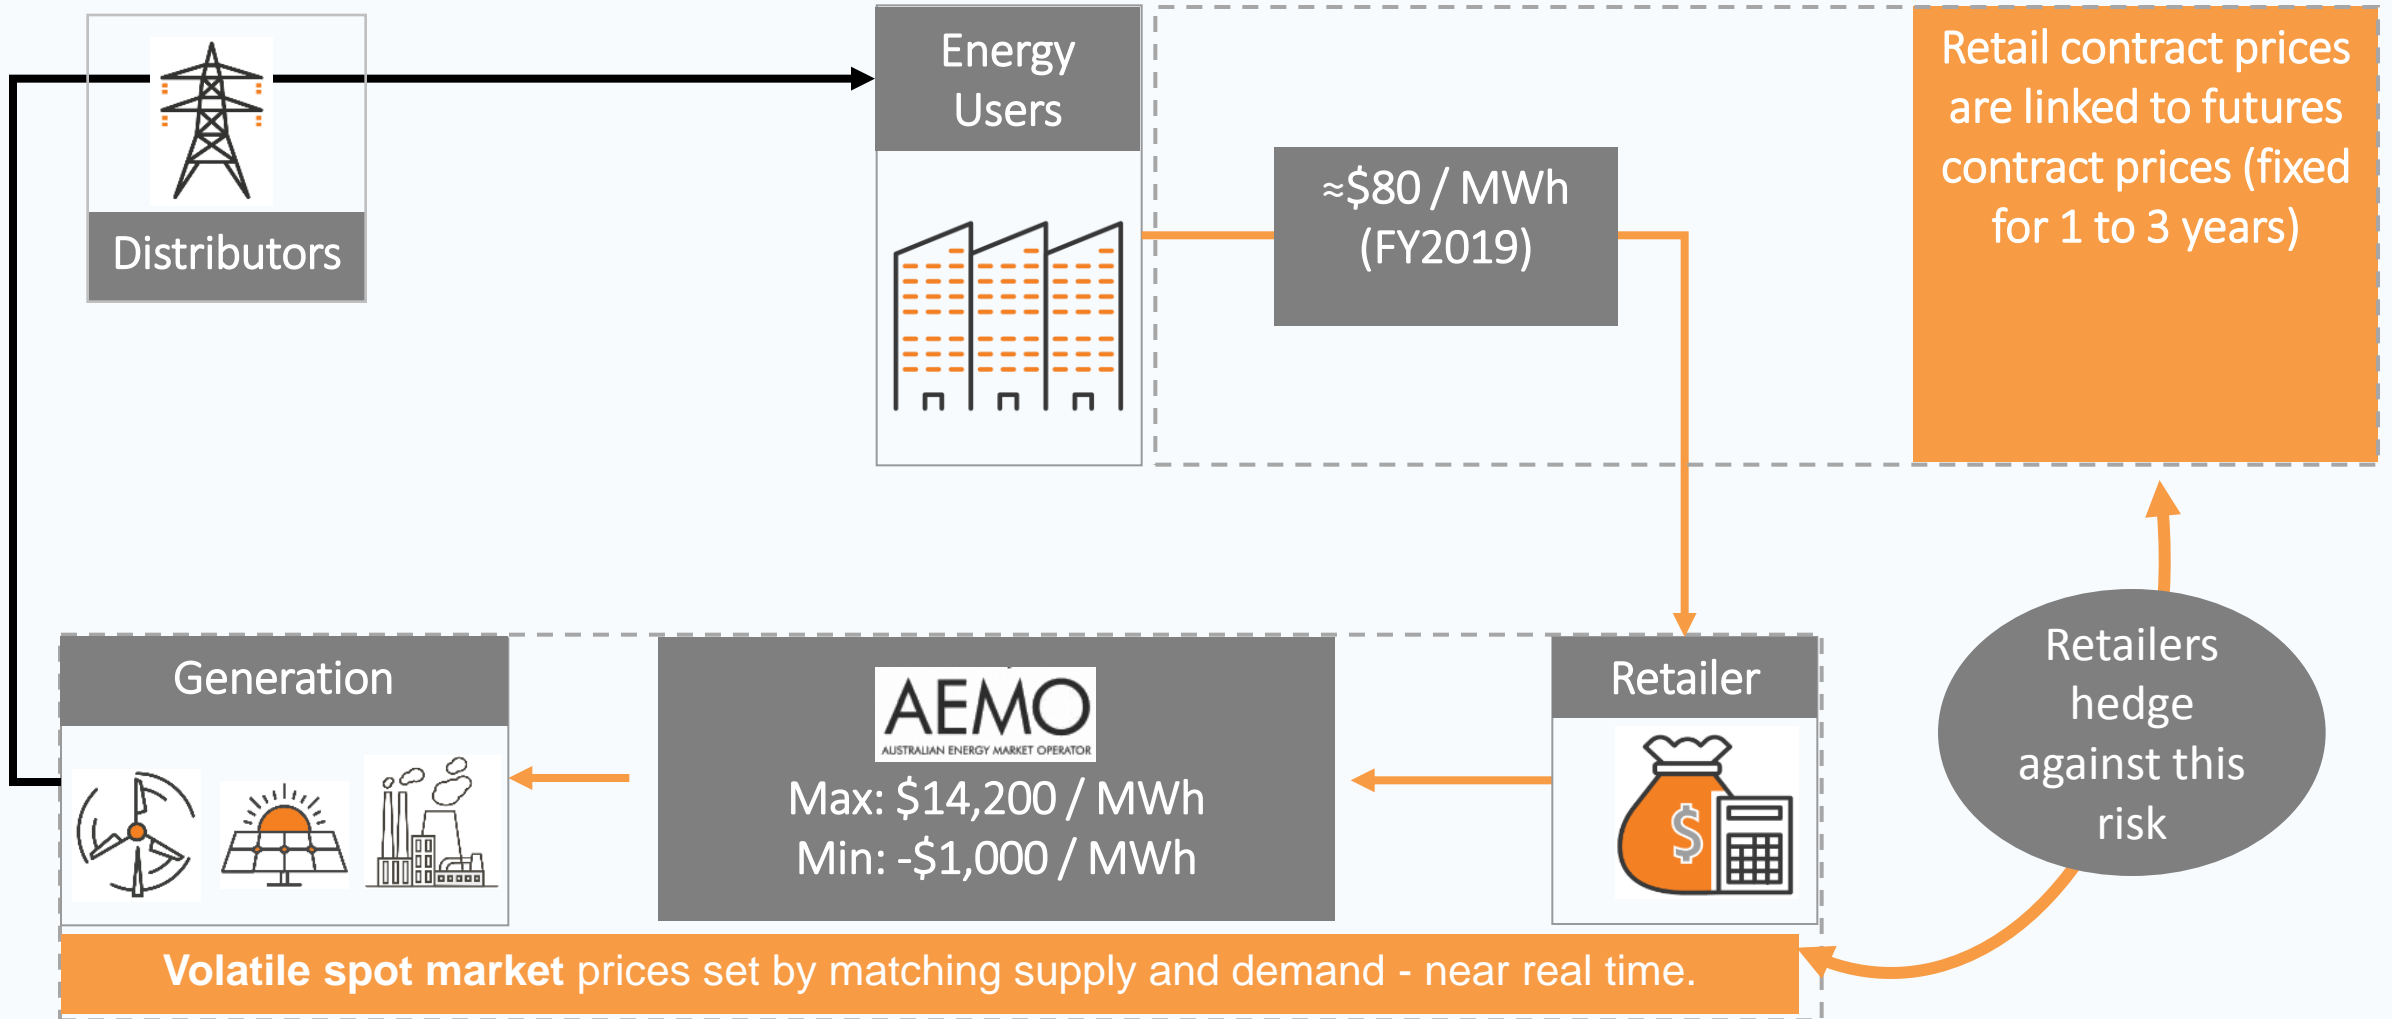 Energy
Users
Distributors
≈$80 / MWh
(FY2019)
Retail contract prices
are linked to futures
contract prices (fixed
for 1 to 3 years)
Generation
AEMO
AUSTRALIAN ENERGY MARKET OPERATOR
Max: $14,200 / MWh
Min: -$1,000 / MWh
Retailer
$
Retailers
hedge
against this
risk
Volatile spot market prices set by matching supply and demand - near real time.